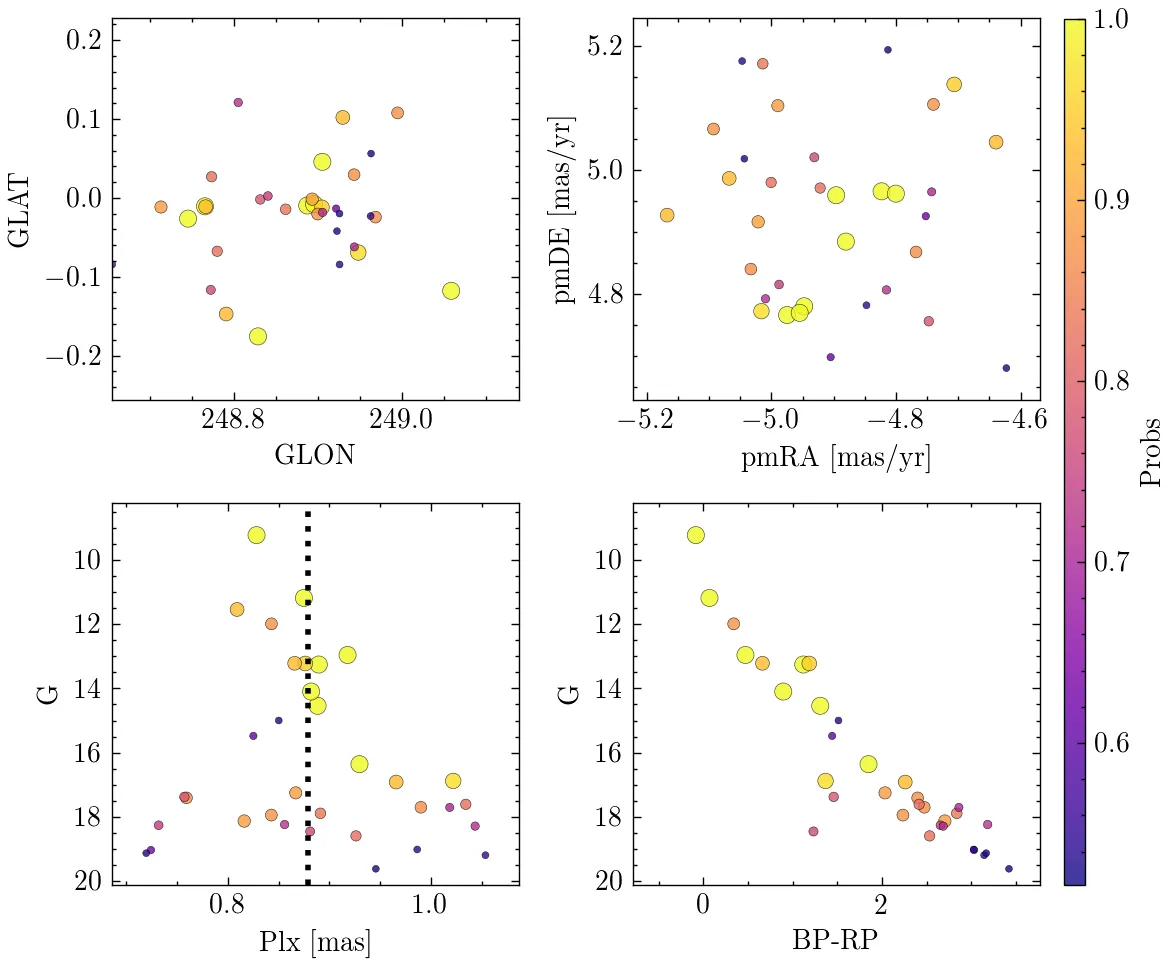 0.2
0.1
0.0
−0.1
−0.2
GLAT
248.8 249.0
GLON
5.2
5.0
4.8
pmDE [mas/yr]
−5.2 −5.0 −4.8 −4.6
pmRA [mas/yr]
1.0
0.9
0.8
0.7
0.6
Probs
10
12
14
16
18
20
G
0.8 1.0
Plx [mas]
10
12
14
16
18
20
G
0 2
BP-RP